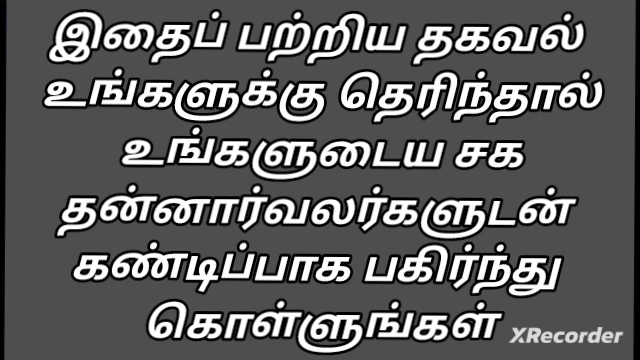 இதைப் பற்றிய தகவல்
உங்களுக்கு தெரிந்தால்
உங்களுடைய சக
தன்னார்வலர்களுடன்
கண்டிப்பாக பகிர்ந்து
கொள்ளுங்கள்
XRecorder